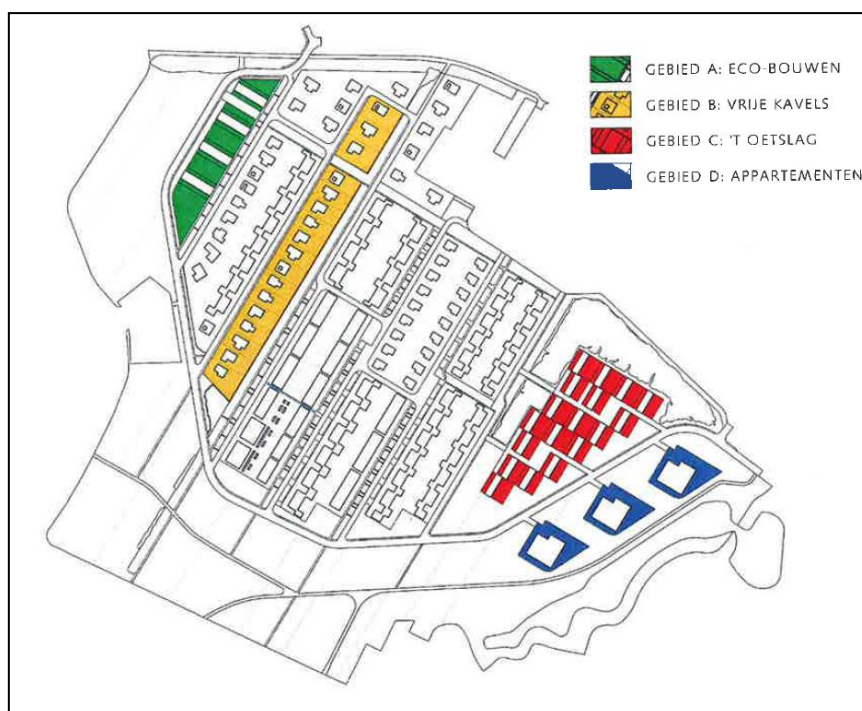 GEBIED A: ECO-BOUWEN
GEBIED B: VRIJE KAVELS
GEBIED C: 'T OETSLAG
GEBIED D: APPARTEMENTEN